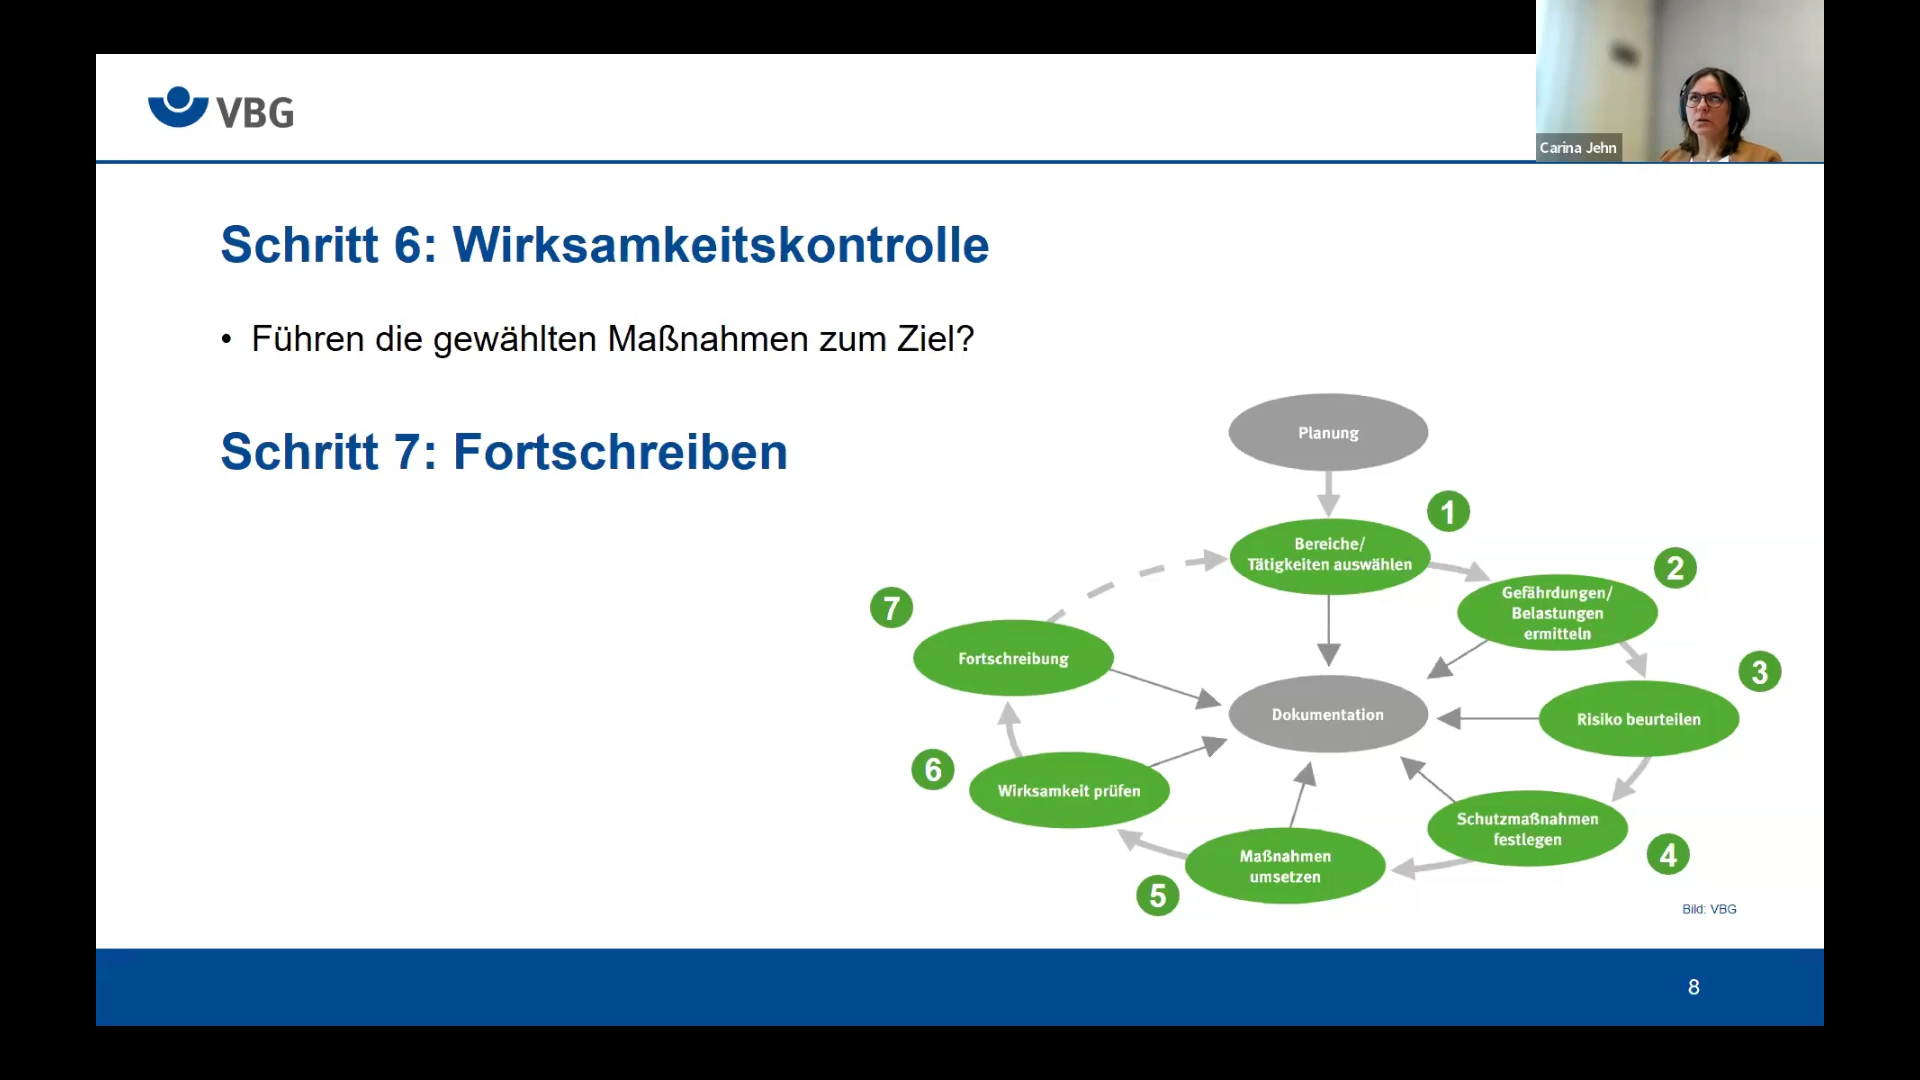 VBG
Carina Jehn
Schritt 6: Wirksamkeitskontrolle
• Führen die gewählten Maßnahmen zum Ziel?
Schritt 7: Fortschreiben
Planung
1
Bereiche/
Tätigkeiten auswählen
2
Gefährdungen/
Belastungen
ermitteln
3
Risiko beurteilen
4
Schutzmaßnahmen
festlegen
5
Maßnahmen
umsetzen
6
Wirksamkeit prüfen
7
Fortschreibung
Dokumentation
Bild: VBG
8